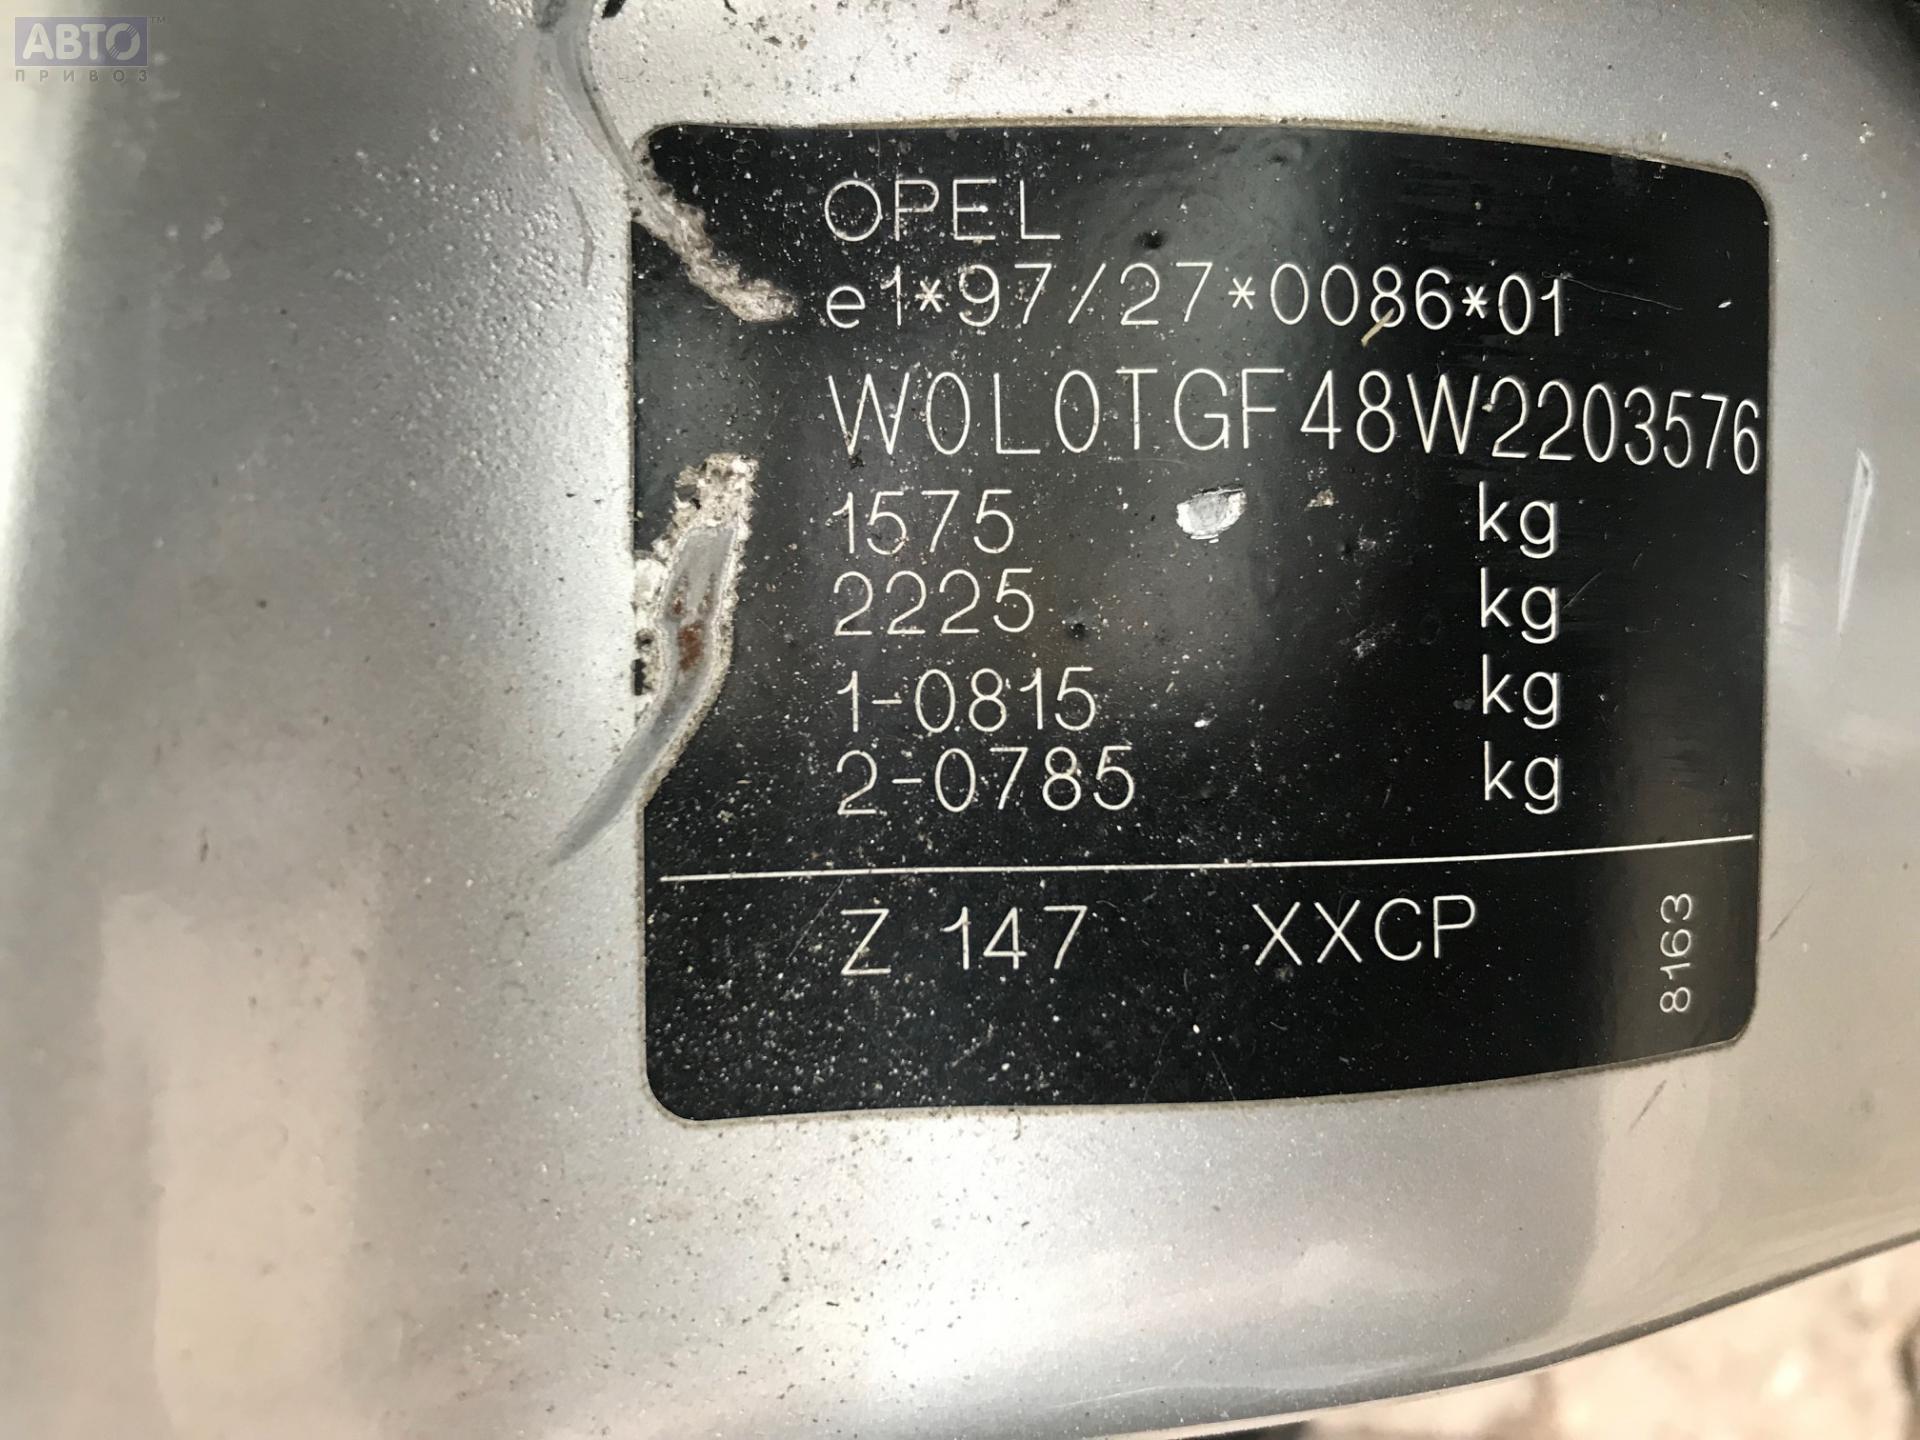 АВТО™
ПРИВОЗ
OPEL
e1*97/27*0086*01
W0L0TGF48W2203576
1575 kg
2225 kg
1-0815 kg
2-0785 kg
Z 147 XXCP
8163